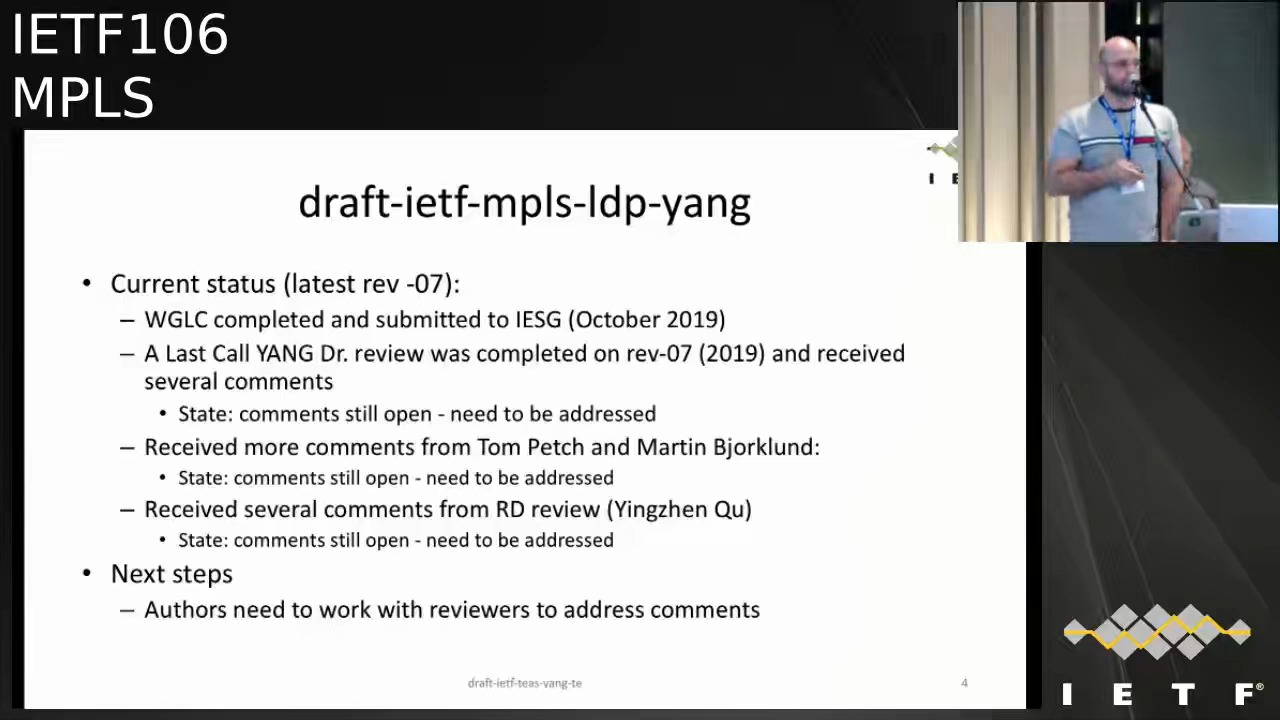 IETF106
MPLS
I E
draft-ietf-mpls-ldp-yang
• Current status (latest rev -07):
– WGLC completed and submitted to IESG (October 2019)
– A Last Call YANG Dr. review was completed on rev-07 (2019) and received
several comments
• State: comments still open - need to be addressed
– Received more comments from Tom Petch and Martin Bjorklund:
• State: comments still open - need to be addressed
– Received several comments from RD review (Yingzhen Qu)
• State: comments still open - need to be addressed
• Next steps
– Authors need to work with reviewers to address comments
draft-ietf-teas-yang-te
4
I E T F®